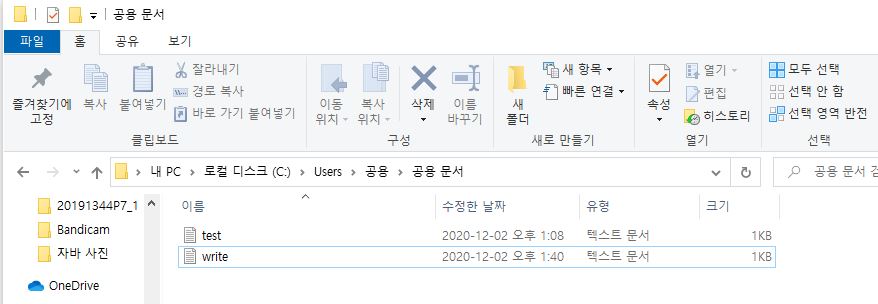 공용 문서
파일 홈 공유 보기
즐겨찾기에 고정
복사
붙여넣기
잘라내기
경로 복사
바로 가기 붙여넣기
클립보드
이동 위치
복사 위치
삭제
이름 바꾸기
구성
새 폴더
새 항목
빠른 연결
새로 만들기
속성
열기
편집
히스토리
열기
모두 선택
선택 안 함
선택 영역 반전
선택
내 PC > 로컬 디스크 (C:) > Users > 공용 > 공용 문서
공용 문서 검
20191344P7_1
Bandicam
자바 사진
OneDrive
이름 수정한 날짜 유형 크기
test 2020-12-02 오후 1:08 텍스트 문서 1KB
write 2020-12-02 오후 1:40 텍스트 문서 1KB